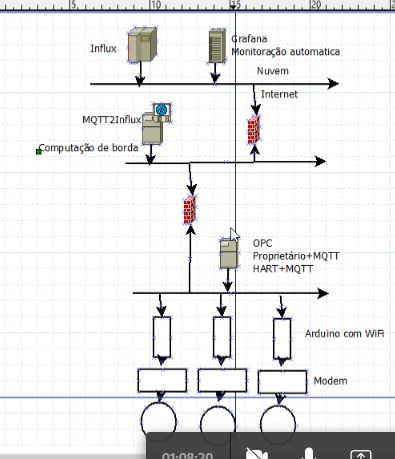 10
15
20
Influx
Grafana
Monitoração automatica
Nuvem
Internet
MQTT2Influx
Computação de borda
OPC
Proprietário+MQTT
HART+MQTT
Arduino com WiFi
Modem
01:08:20